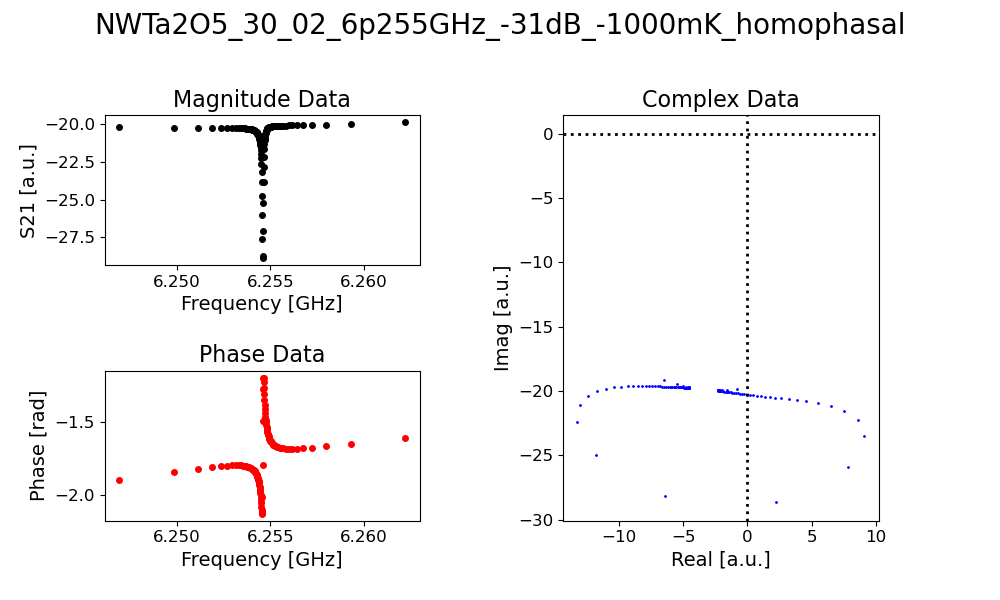 NWTa2O5_30_02_6p255GHz_-31dB_-1000mK_homophasal
Magnitude Data
S21 [a.u.]
−20.0
−22.5
−25.0
−27.5
6.250 6.255 6.260
Frequency [GHz]
Phase Data
Phase [rad]
−1.5
−2.0
6.250 6.255 6.260
Frequency [GHz]
Complex Data
Imag [a.u.]
0
−5
−10
−15
−20
−25
−30
−10 −5 0 5 10
Real [a.u.]